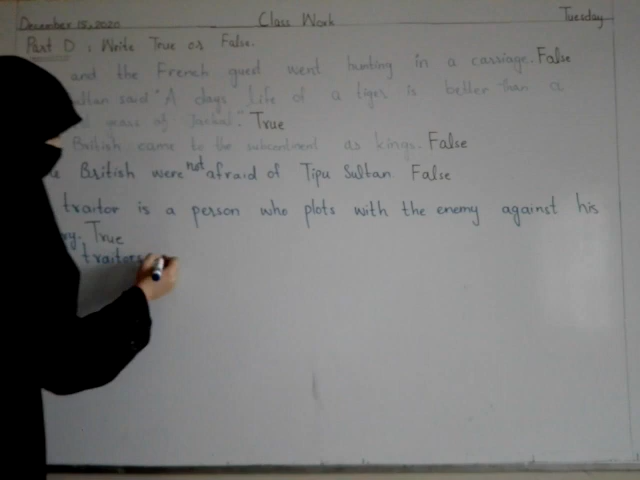 December 15, 2020 Class Work Tuesday
Part D : Write True or False.
and the French guest went hunting in a carriage. False
ultan said "A days life of a tiger is better than a
years of Jackal." True
British came to the subcontinent as kings. False
British were not afraid of Tipu Sultan False
traitor is a person who plots with the enemy against his
ry. True
traitors